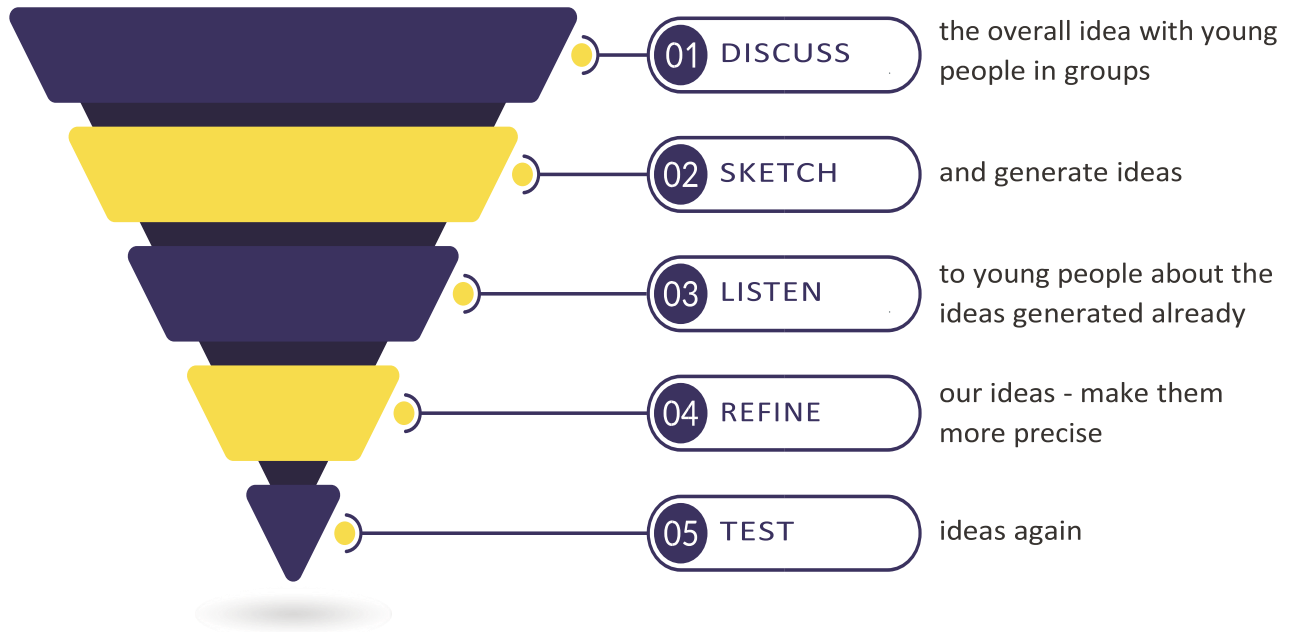 01 DISCUSS
the overall idea with young
people in groups
02 SKETCH
and generate ideas
03 LISTEN
to young people about the
ideas generated already
04 REFINE
our ideas - make them
more precise
05 TEST
ideas again